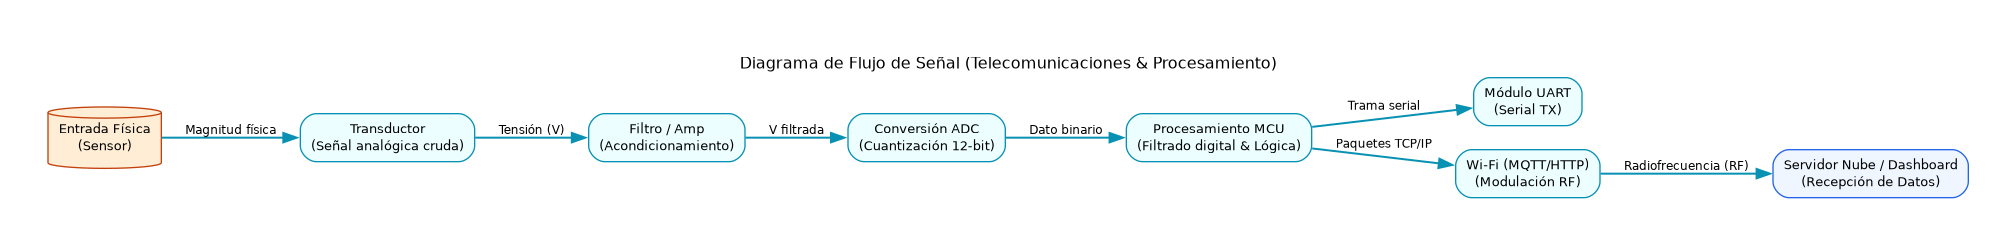 Diagrama de Flujo de Señal (Telecomunicaciones & Procesamiento)
Entrada Física
(Sensor)
Magnitud física
Transductor
(Señal analógica cruda)
Tensión (V)
Filtro / Amp
(Acondicionamiento)
V filtrada
Conversión ADC
(Cuantización 12-bit)
Dato binario
Procesamiento MCU
(Filtrado digital & Lógica)
Trama serial
Módulo UART
(Serial TX)
Paquetes TCP/IP
Wi-Fi (MQTT/HTTP)
(Modulación RF)
Radiofrecuencia (RF)
Servidor Nube / Dashboard
(Recepción de Datos)